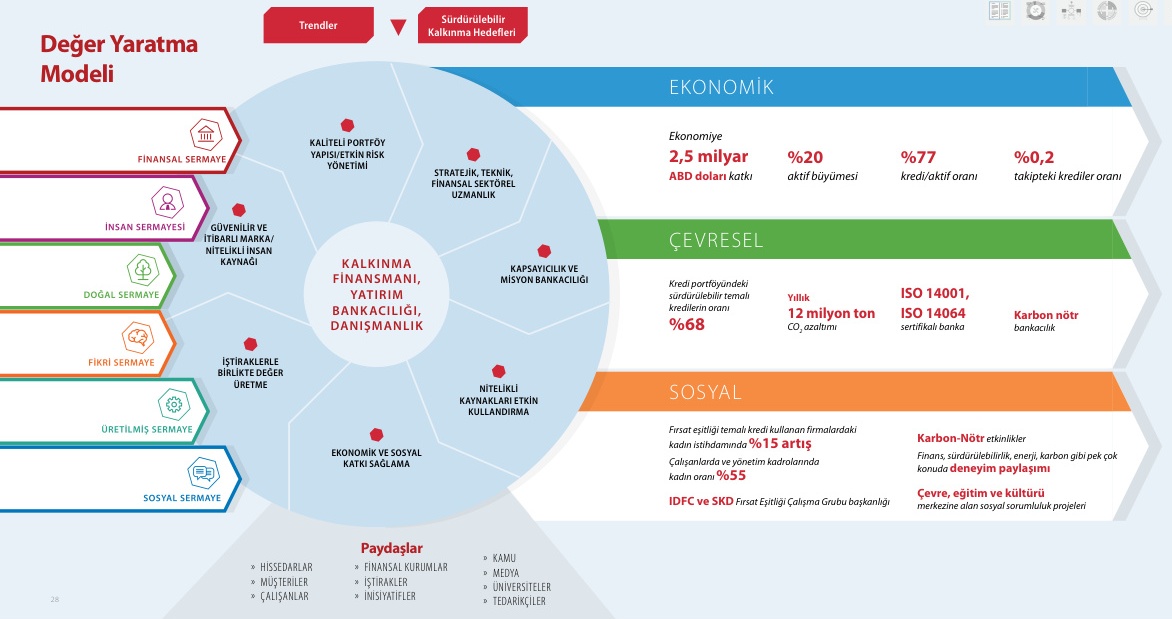 Değer Yaratma
Modeli
Trendler
Sürdürülebilir
Kalkınma Hedefleri
FİNANSAL SERMAYE
İNSAN SERMAYESİ
DOĞAL SERMAYE
FİKRİ SERMAYE
ÜRETİLMİŞ SERMAYE
SOSYAL SERMAYE
KALİTELİ PORTFÖY
YAPISI/ETKİN RİSK
YÖNETİMİ
STRATEJİK, TEKNİK,
FİNANSAL SEKTÖREL
UZMANLIK
GÜVENİLİR VE
İTİBARLI MARKA/
NİTELİKLİ İNSAN
KAYNAĞI
KAPSAYICILIK VE
MİSYON BANKACILIĞI
KALKINMA
FİNANSMANI,
YATIRIM
BANKACILIĞI,
DANIŞMANLIK
İŞTİRAKLERLE
BİRLİKTE DEĞER
ÜRETME
NİTELİKLİ
KAYNAKLARI ETKİN
KULLANDIRMA
EKONOMİK VE SOSYAL
KATKI SAĞLAMA
EKONOMİK
Ekonomiye
2,5 milyar
ABD doları katkı
%20
aktif büyümesi
%77
kredi/aktif oranı
%0,2
takipteki krediler oranı
ÇEVRESEL
Kredi portföyündeki
sürdürülebilir temalı
kredilerin oranı
%68
Yıllık
12 milyon ton
CO2 azaltımı
ISO 14001,
ISO 14064
sertifikalı banka
Karbon nötr
bankacılık
SOSYAL
Fırsat eşitliği temalı kredi kullanan firmalardaki
kadın istihdamında %15 artış
Çalışanlarda ve yönetim kadrolarında
kadın oranı %55
IDFC ve SKD Fırsat Eşitliği Çalışma Grubu başkanlığı
Karbon-Nötr etkinlikler
Finans, sürdürülebilirlik, enerji, karbon gibi pek çok
konuda deneyim paylaşımı
Çevre, eğitim ve kültürü
merkezine alan sosyal sorumluluk projeleri
Paydaşlar
» HİSSEDARLAR
» MÜŞTERİLER
» ÇALIŞANLAR
» FİNANSAL KURUMLAR
» İŞTİRAKLER
» İNİSİYATİFLER
» KAMU
» MEDYA
» ÜNİVERSİTELER
» TEDARİKÇİLER
28